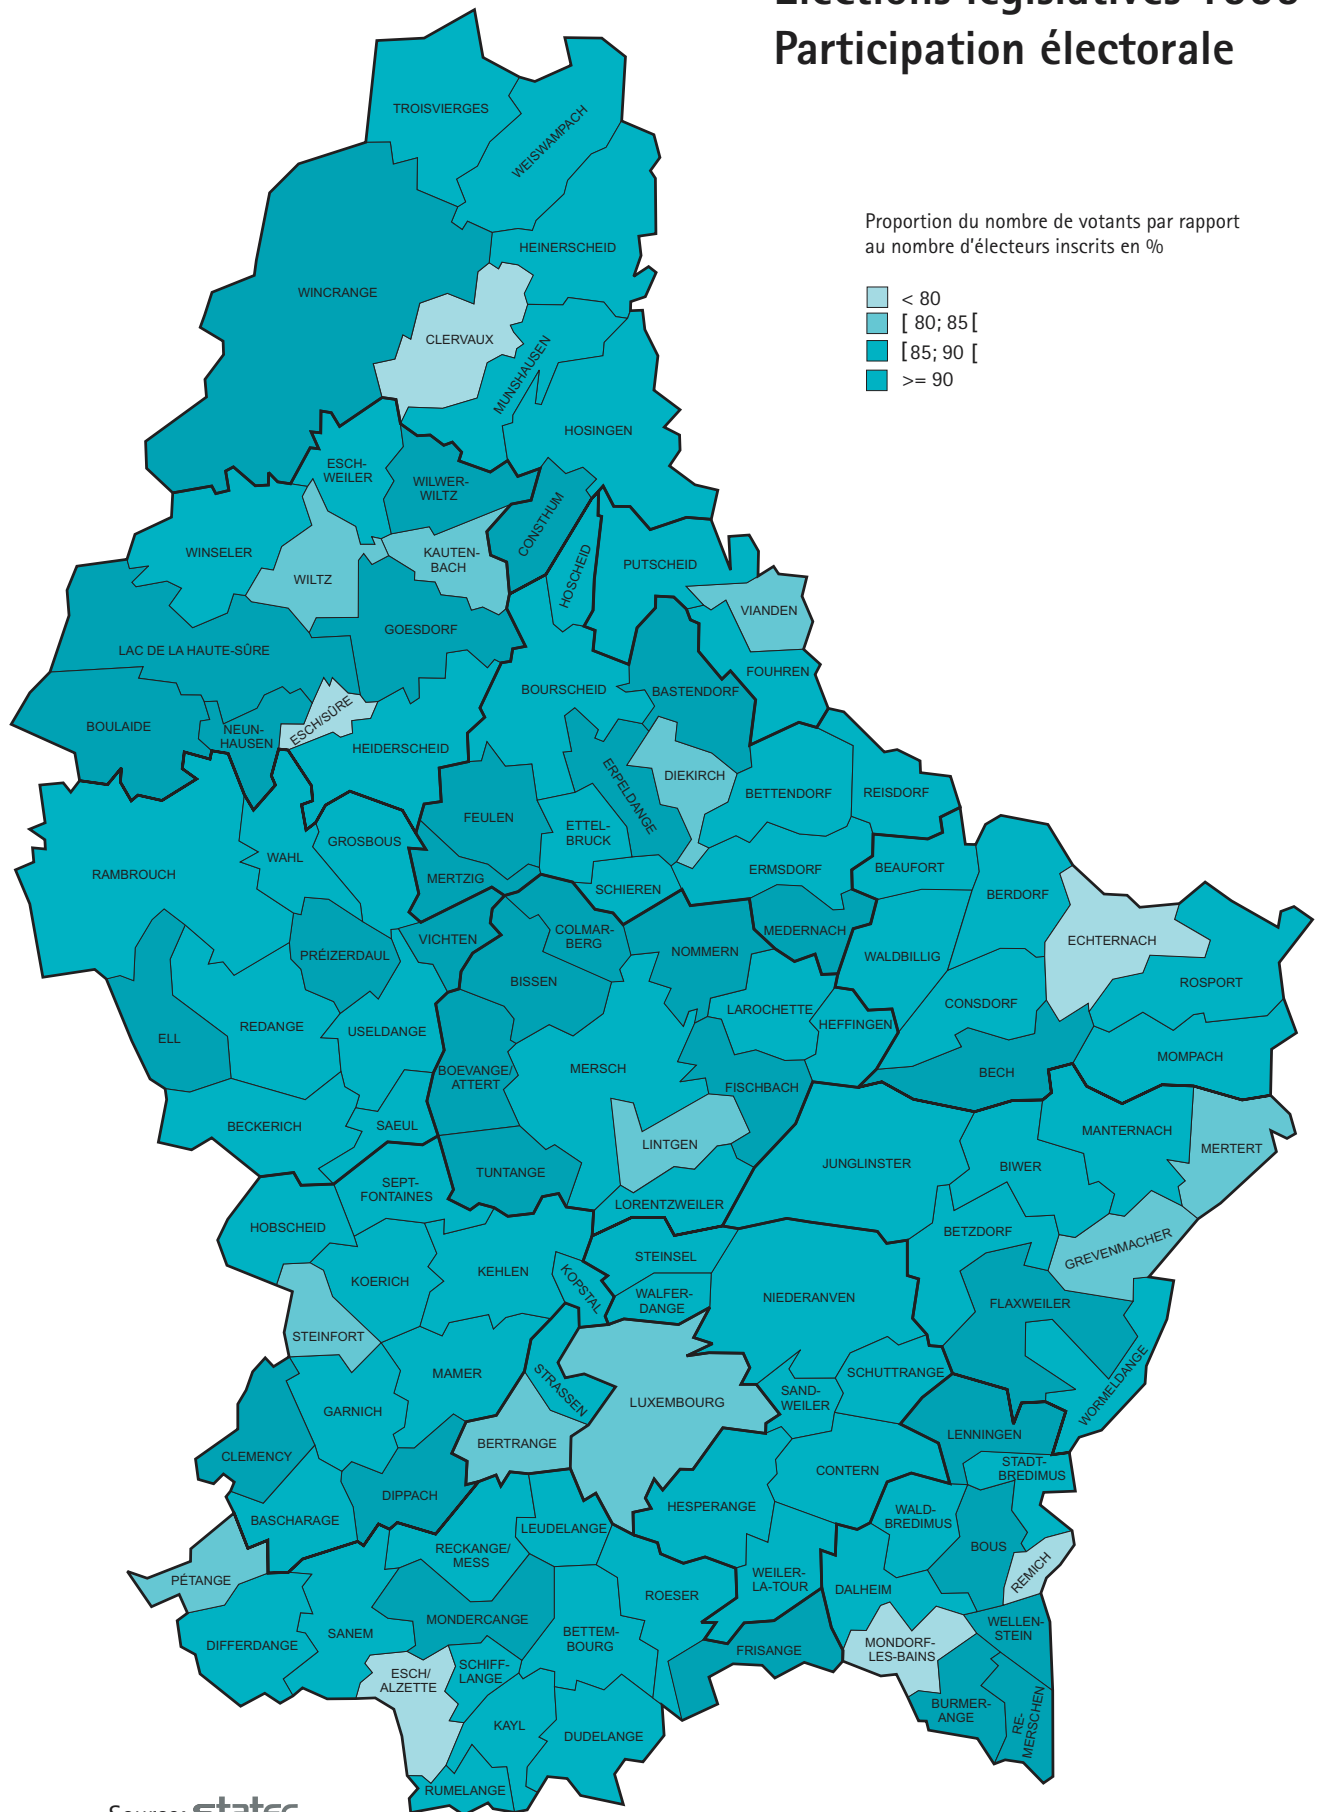 Participation électorale
Proportion du nombre de votants par rapport
au nombre d'électeurs inscrits en %
< 80
[ 80; 85 [
[ 85; 90 [
>= 90
TROISVIERGES
WEISWAMPACH
HEINERSCHEID
WINCRANGE
CLERVAUX
MUNSHAUSEN
HOSINGEN
ESCH-
WEILER
WILWER-
WILTZ
CONSTHUM
WINSELER
WILTZ
KAUTEN-
BACH
HOSCHEID
PUTSCHEID
VIANDEN
GOESDORF
LAC DE LA HAUTE-SÛRE
FOUHREN
BOURSCHEID
BASTENDORF
BOULAIDE
NEUN-
HAUSEN
ESCH/SÛRE
HEIDERSCHEID
ERPELDANGE
DIEKIRCH
BETTENDORF
REISDORF
FEULEN
ETTEL-
BRUCK
GROSBOUS
WAHL
RAMBROUCH
MERTZIG
SCHIEREN
ERMSDORF
BEAUFORT
BERDORF
ECHTERNACH
VICHTEN
COLMAR-
BERG
MEDERNACH
PRÉIZERDAUL
NOMMERN
WALDBILLIG
BISSEN
ROSPORT
CONSDORF
LAROCHETTE
HEFFINGEN
REDANGE
USELDANGE
ELL
MOMPACH
BOEVANGE/
ATTERT
MERSCH
BECH
FISCHBACH
BECKERICH
SAEUL
LINTGEN
MANTERNACH
MERTERT
JUNGLINSTER
BIWER
TUNTANGE
SEPT-
FONTAINES
LORENTZWEILER
HOBSCHEID
BETZDORF
GREVENMACHER
STEINSEL
KOERICH
KEHLEN
KOPSTAL
WALFER-
DANGE
NIEDERANVEN
FLAXWEILER
STEINFORT
MAMER
STRASSEN
SCHUTTRANGE
WORMELDANGE
SAND-
WEILER
LUXEMBOURG
GARNICH
LENNINGEN
BERTRANGE
CLEMENCY
STADT-
BREDIMUS
CONTERN
DIPPACH
HESPERANGE
WALD-
BREDIMUS
BASCHARAGE
LEUDELANGE
RECKANGE/
MESS
BOUS
REMICH
PÉTANGE
WEILER-
LA-TOUR
DALHEIM
ROESER
MONDERCANGE
WELLEN-
STEIN
SANEM
DIFFERDANGE
BETTEM-
BOURG
FRISANGE
MONDORF-
LES-BAINS
SCHIFF-
LANGE
ESCH/
ALZETTE
BURMER-
ANGE
RE-
MERSCHEN
KAYL
DUDELANGE
RUMELANGE